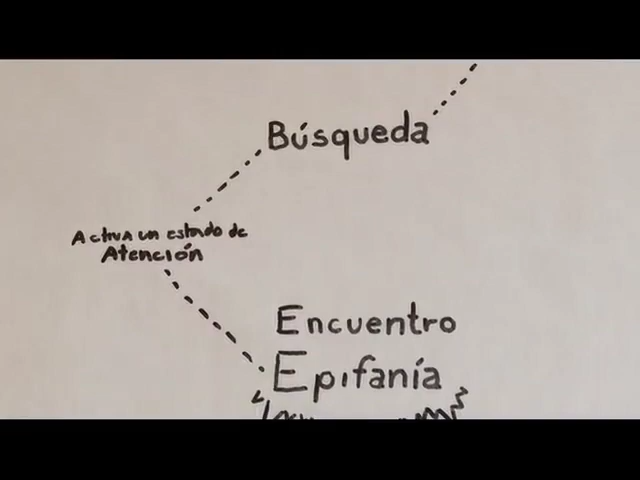 Búsqueda
Activa un estado de
Atención
Encuentro
Epifanía